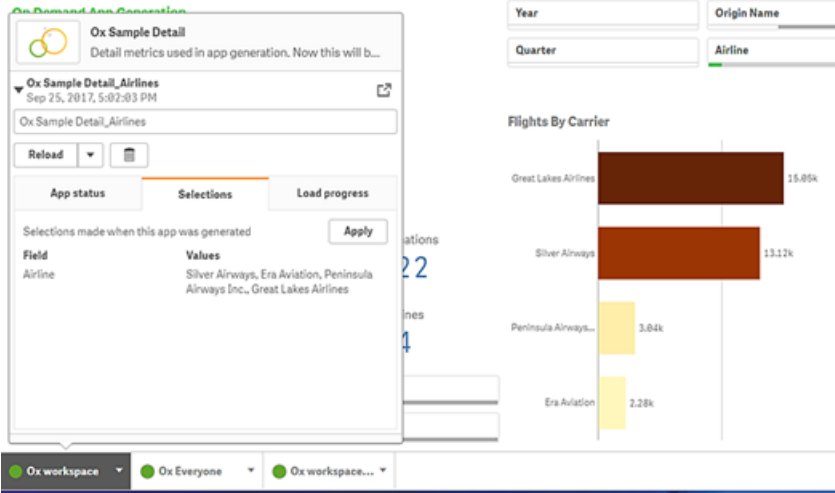 On Demand App Generation
Ox Sample Detail
Detail metrics used in app generation. Now this will b...
Ox Sample Detail_Airlines
Sep 25, 2017, 5:02:03 PM
Ox Sample Detail_Airlines
Reload
App status
Selections
Load progress
Selections made when this app was generated
Apply
Field
Values
Airline
Silver Airways, Era Aviation, Peninsula
Airways Inc., Great Lakes Airlines
ations
22
ines
4
Year
Origin Name
Quarter
Airline
Flights By Carrier
Great Lakes Airlines
15.05k
Silver Airways
13.12k
Peninsula Airways...
3.04k
Era Aviation
2.28k
Ox workspace
Ox Everyone
Ox workspace...